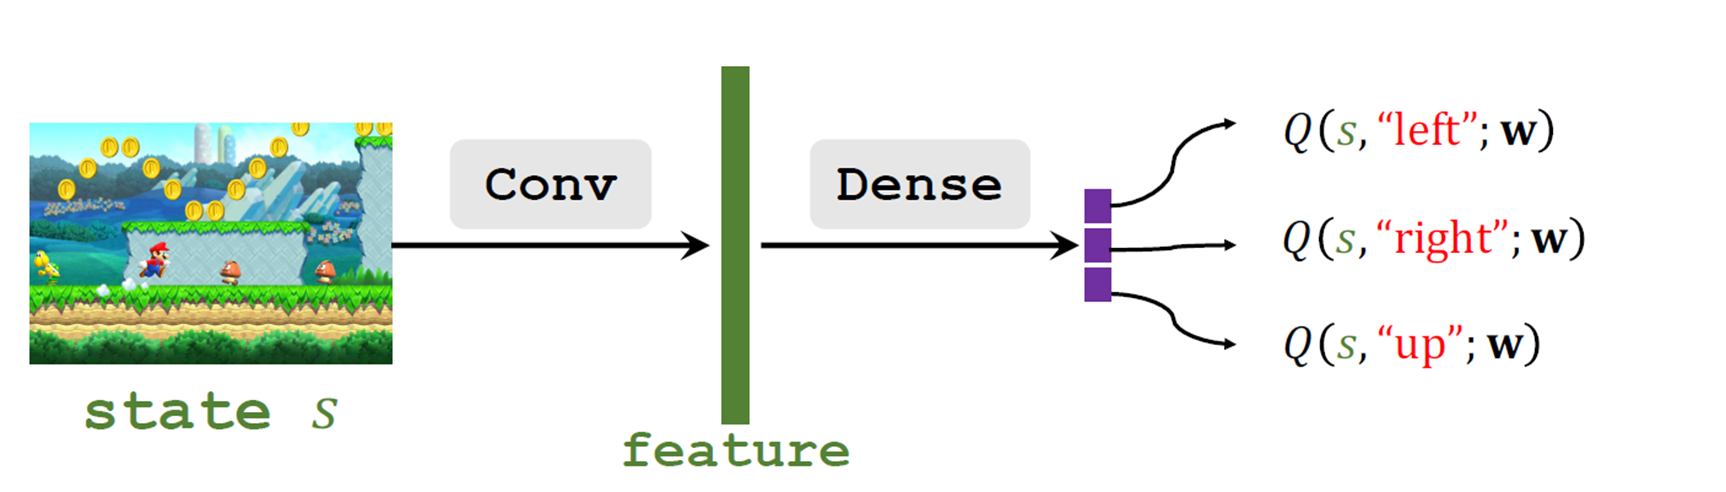 Conv
Dense
Q(s, “left”; w)
Q(s, “right”; w)
Q(s, “up”; w)
state s
feature